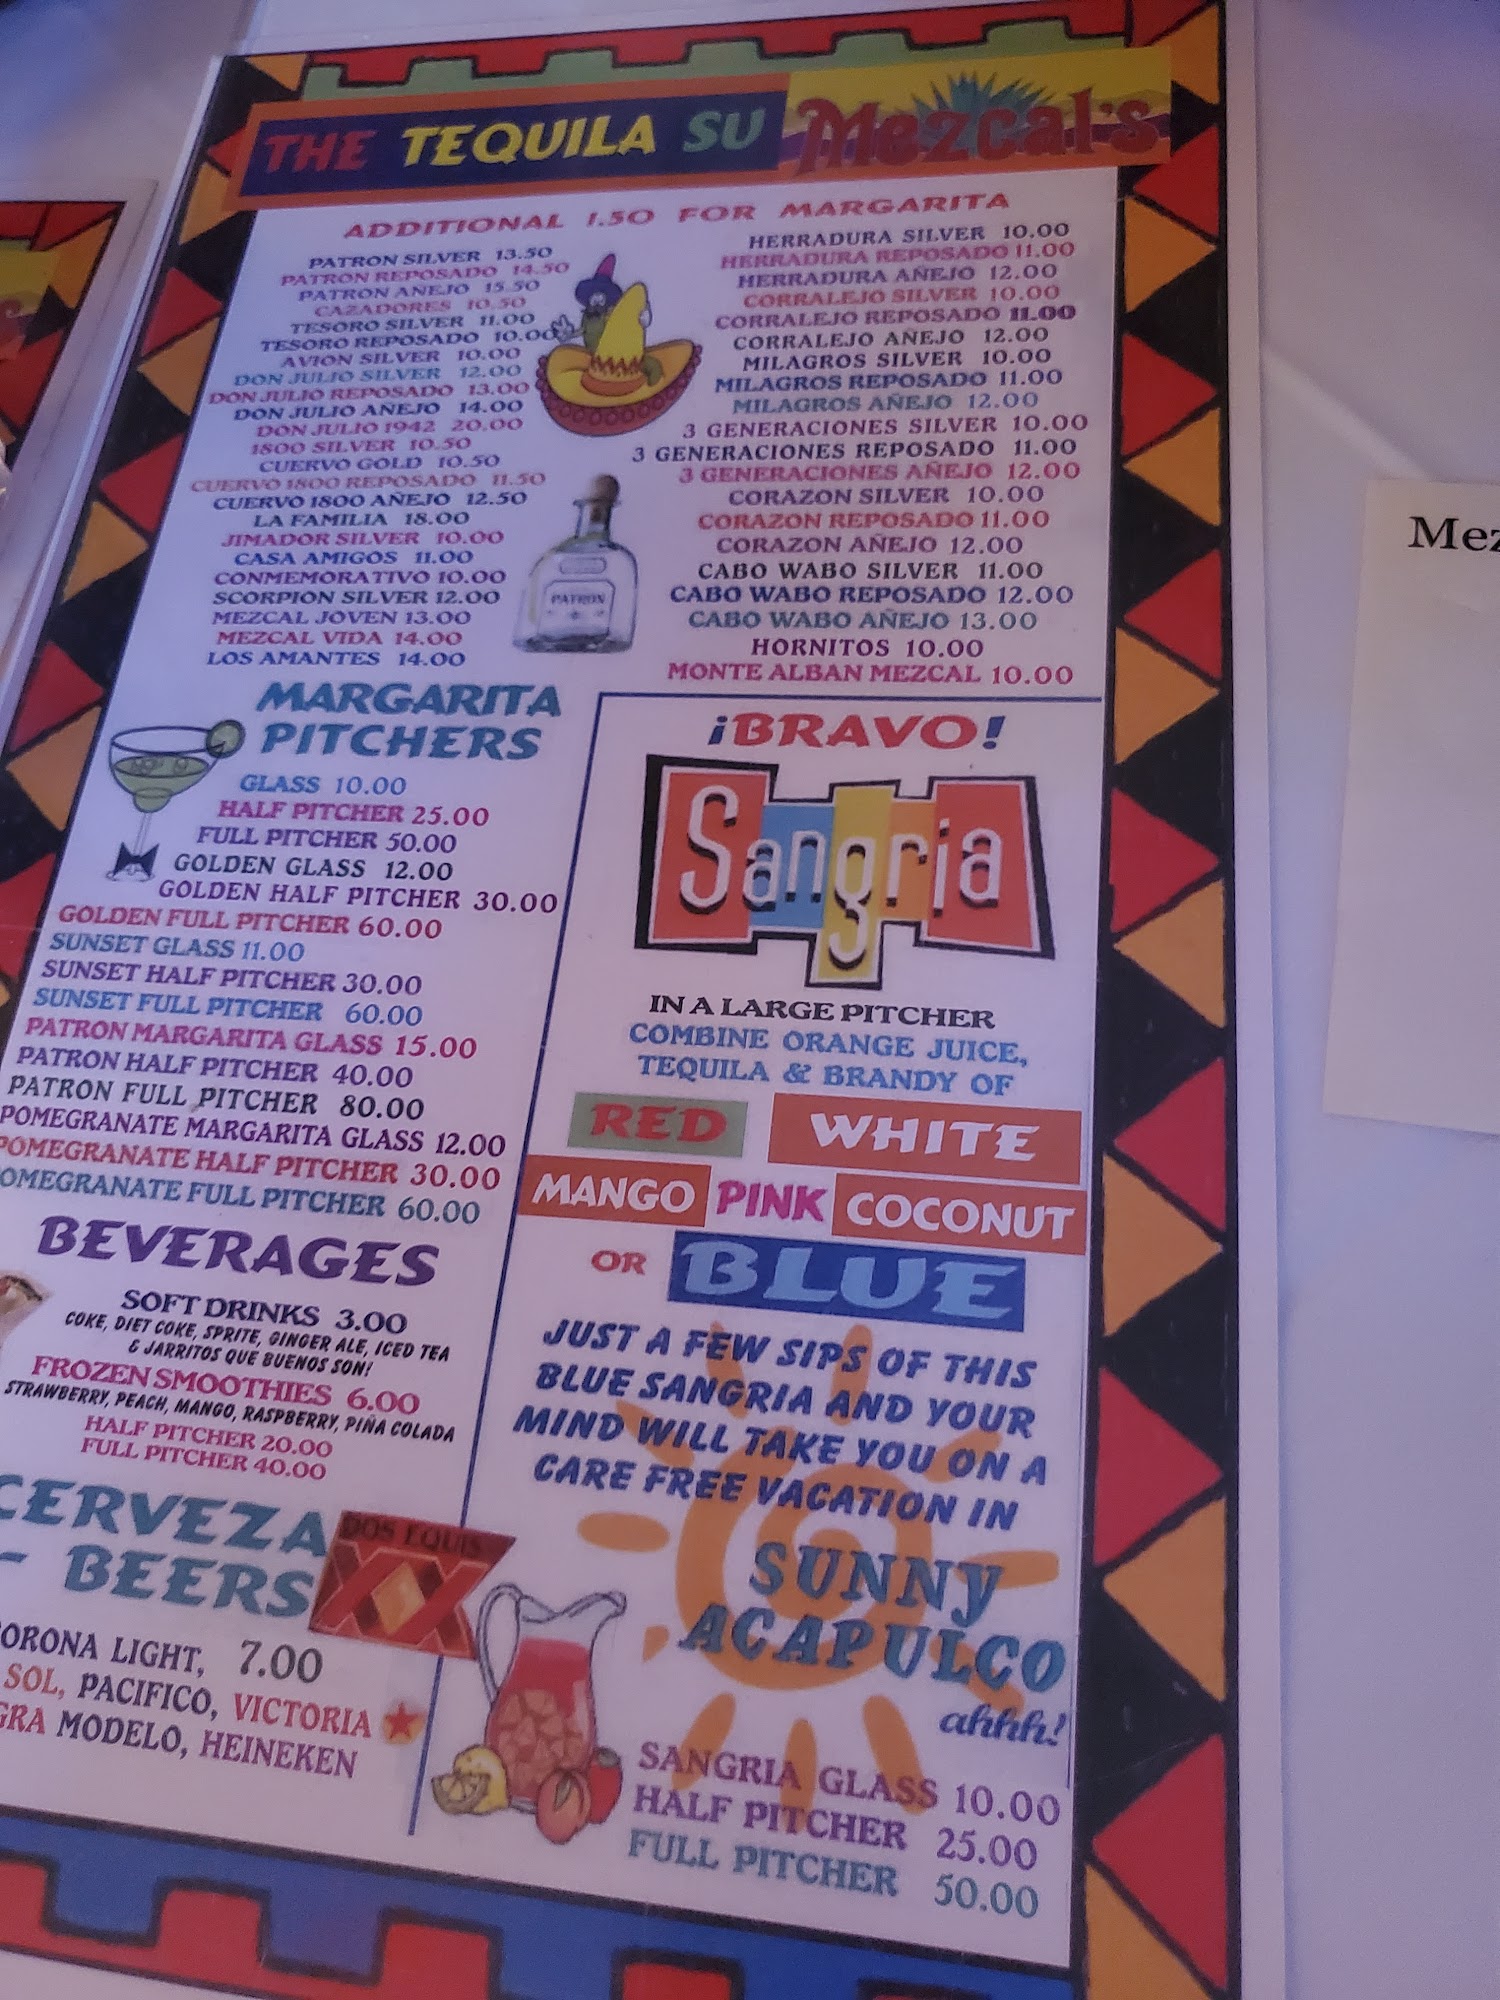 THE TEQUILA SU Mezcal's
ADDITIONAL 1.50 FOR MARGARITA
PATRON SILVER 13.50
PATRON REPOSADO 14.50
PATRON AÑEJO 15.50
CAZADORES 10.50
TESORO SILVER 11.00
TESORO REPOSADO 10.00
AVION SILVER 10.00
DON JULIO SILVER 12.00
DON JULIO REPOSADO 13.00
DON JULIO AÑEJO 14.00
DON JULIO 1942 20.00
1800 SILVER 10.50
CUERVO GOLD 10.50
CUERVO 1800 REPOSADO 11.50
CUERVO 1800 AÑEJO 12.50
LA FAMILIA 18.00
JIMADOR SILVER 10.00
CASA AMIGOS 11.00
CONMEMORATIVO 10.00
SCORPION SILVER 12.00
MEZCAL JOVEN 13.00
MEZCAL VIDA 14.00
LOS AMANTES 14.00
PATRON
HERRADURA SILVER 10.00
HERRADURA REPOSADO 11.00
HERRADURA AÑEJO 12.00
CORRALEJO SILVER 10.00
CORRALEJO REPOSADO 11.00
CORRALEJO AÑEJO 12.00
MILAGROS SILVER 10.00
MILAGROS REPOSADO 11.00
MILAGROS AÑEJO 12.00
3 GENERACIONES SILVER 10.00
3 GENERACIONES REPOSADO 11.00
3 GENERACIONES AÑEJO 12.00
CORAZON SILVER 10.00
CORAZON REPOSADO 11.00
CORAZON AÑEJO 12.00
CABO WABO SILVER 11.00
CABO WABO REPOSADO 12.00
CABO WABO AÑEJO 13.00
HORNITOS 10.00
MONTE ALBAN MEZCAL 10.00
MARGARITA
PITCHERS
GLASS 10.00
HALF PITCHER 25.00
FULL PITCHER 50.00
GOLDEN GLASS 12.00
GOLDEN HALF PITCHER 30.00
GOLDEN FULL PITCHER 60.00
SUNSET GLASS 11.00
SUNSET HALF PITCHER 30.00
SUNSET FULL PITCHER 60.00
PATRON MARGARITA GLASS 15.00
PATRON HALF PITCHER 40.00
PATRON FULL PITCHER 80.00
POMEGRANATE MARGARITA GLASS 12.00
POMEGRANATE HALF PITCHER 30.00
OMEGRANATE FULL PITCHER 60.00
BEVERAGES
SOFT DRINKS 3.00
COKE, DIET COKE, SPRITE, GINGER ALE, ICED TEA
& JARRITOS QUE BUENOS SON!
FROZEN SMOOTHIES 6.00
STRAWBERRY, PEACH, MANGO, RASPBERRY, PIÑA COLADA
HALF PITCHER 20.00
FULL PITCHER 40.00
CERVEZA
- BEERS
DOS EQUIS
XX
ORONA LIGHT, 7.00
SOL, PACIFICO, VICTORIA
GRA MODELO, HEINEKEN
¡BRAVO!
Sangria
IN A LARGE PITCHER
COMBINE ORANGE JUICE,
TEQUILA & BRANDY OF
RED WHITE
MANGO PINK COCONUT
OR BLUE
JUST A FEW SIPS OF THIS
BLUE SANGRIA AND YOUR
MIND WILL TAKE YOU ON A
CARE FREE VACATION IN
SUNNY
ACAPULCO
ahhh!
SANGRIA GLASS 10.00
HALF PITCHER 25.00
FULL PITCHER 50.00
Mez